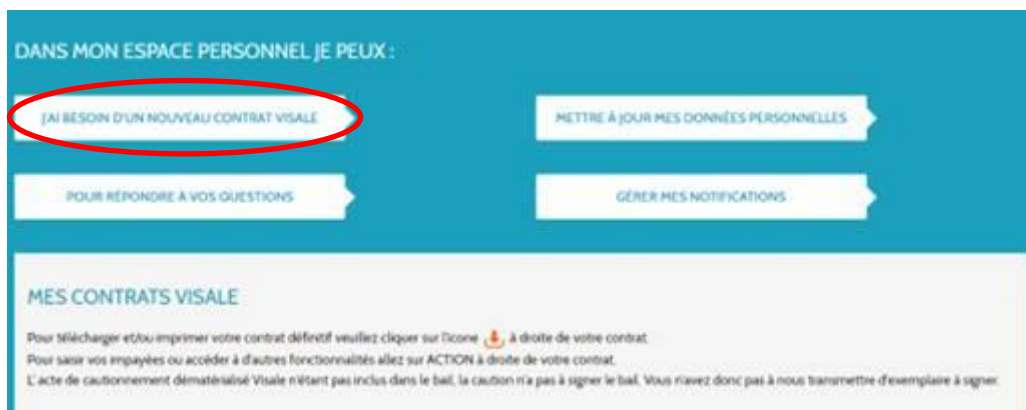 DANS MON ESPACE PERSONNEL JE PEUX :
J'AI BESOIN D'UN NOUVEAU CONTRAT VISALE
METTRE À JOUR MES DONNÉES PERSONNELLES
POUR RÉPONDRE À VOS QUESTIONS
GÉRER MES NOTIFICATIONS
MES CONTRATS VISALE
Pour télécharger et/ou imprimer votre contrat définitif veuillez cliquer sur l'icone à droite de votre contrat
Pour saisir vos impayées ou accéder à d'autres fonctionnalités allez sur ACTION à droite de votre contrat.
L'acte de cautionnement dématérialisé Visale n'étant pas inclus dans le bail, la caution n'a pas à signer le bail. Vous n'avez donc pas à nous transmettre d'exemplaire à signer.